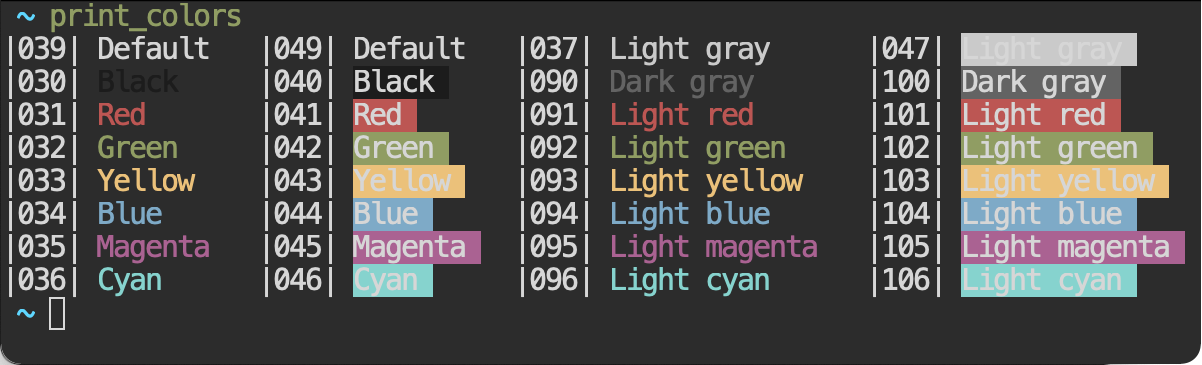 ~ print_colors
|039| Default |049| Default |037| Light gray |047| Light gray
|030| Black |040| Black |090| Dark gray |100| Dark gray
|031| Red |041| Red |091| Light red |101| Light red
|032| Green |042| Green |092| Light green |102| Light green
|033| Yellow |043| Yellow |093| Light yellow |103| Light yellow
|034| Blue |044| Blue |094| Light blue |104| Light blue
|035| Magenta |045| Magenta |095| Light magenta |105| Light magenta
|036| Cyan |046| Cyan |096| Light cyan |106| Light cyan
~